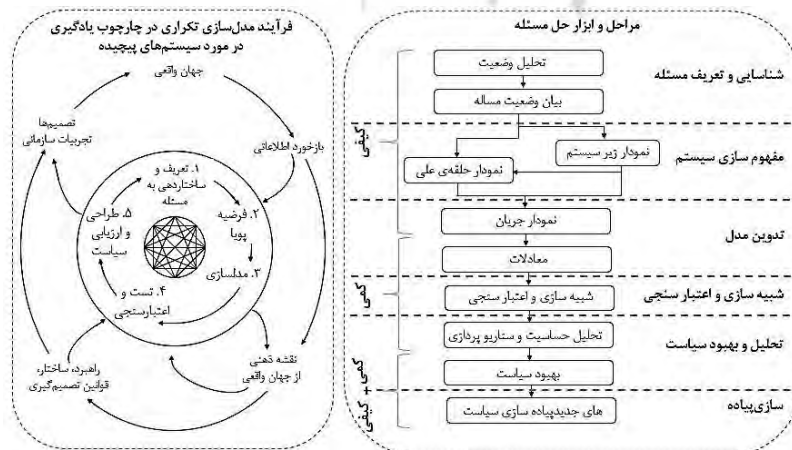 مراحل و ابزار حل مسئله
شناسایی و تعریف مسئله
تحلیل وضعیت
بیان وضعیت مساله
کیفی
مفهوم سازی سیستم
نمودار زیر سیستم
نمودار حلقه‌ی علی
تدوین مدل
نمودار جریان
معادلات
کمی
شبیه سازی و اعتبار سنجی
شبیه سازی و اعتبار سنجی
تحلیل و بهبود سیاست
تحلیل حساسیت و سناریو پردازی
بهبود سیاست
کمی + کیفی
سازی‌پیاده
های جدیدپیاده سازی سیاست
فرآیند مدل‌سازی تکراری در چارچوب یادگیری
در مورد سیستم‌های پیچیده
جهان واقعی
بازخورد اطلاعاتی
نقشه ذهنی
از جهان واقعی
راهبرد، ساختار،
قوانین تصمیم‌گیری
تصمیم‌ها
تجربیات سازمانی
۱. تعریف و
ساختاردهی به
مسئله
۲. فرضیه
پویا
۳. مدلسازی
۴. تست و
اعتبارسنجی
۵. طراحی
و ارزیابی
سیاست